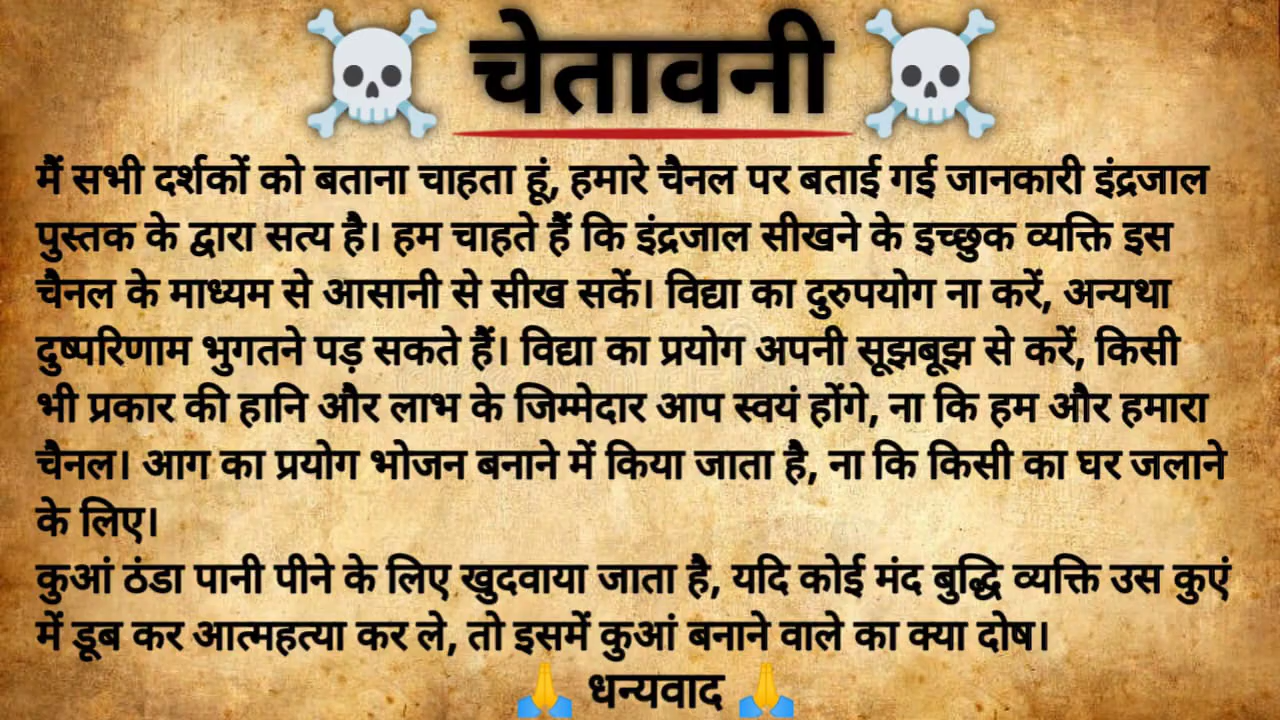 ☠️ चेतावनी ☠️
मैं सभी दर्शकों को बताना चाहता हूं, हमारे चैनल पर बताई गई जानकारी इंद्रजाल
पुस्तक के द्वारा सत्य है। हम चाहते हैं कि इंद्रजाल सीखने के इच्छुक व्यक्ति इस
चैनल के माध्यम से आसानी से सीख सकें। विद्या का दुरुपयोग ना करें, अन्यथा
दुष्परिणाम भुगतने पड़ सकते हैं। विद्या का प्रयोग अपनी सूझबूझ से करें, किसी
भी प्रकार की हानि और लाभ के जिम्मेदार आप स्वयं होंगे, ना कि हम और हमारा
चैनल। आग का प्रयोग भोजन बनाने में किया जाता है, ना कि किसी का घर जलाने
के लिए।
कुआं ठंडा पानी पीने के लिए खुदवाया जाता है, यदि कोई मंद बुद्धि व्यक्ति उस कुएं
में डूब कर आत्महत्या कर ले, तो इसमें कुआं बनाने वाले का क्या दोष।
🙏 धन्यवाद 🙏